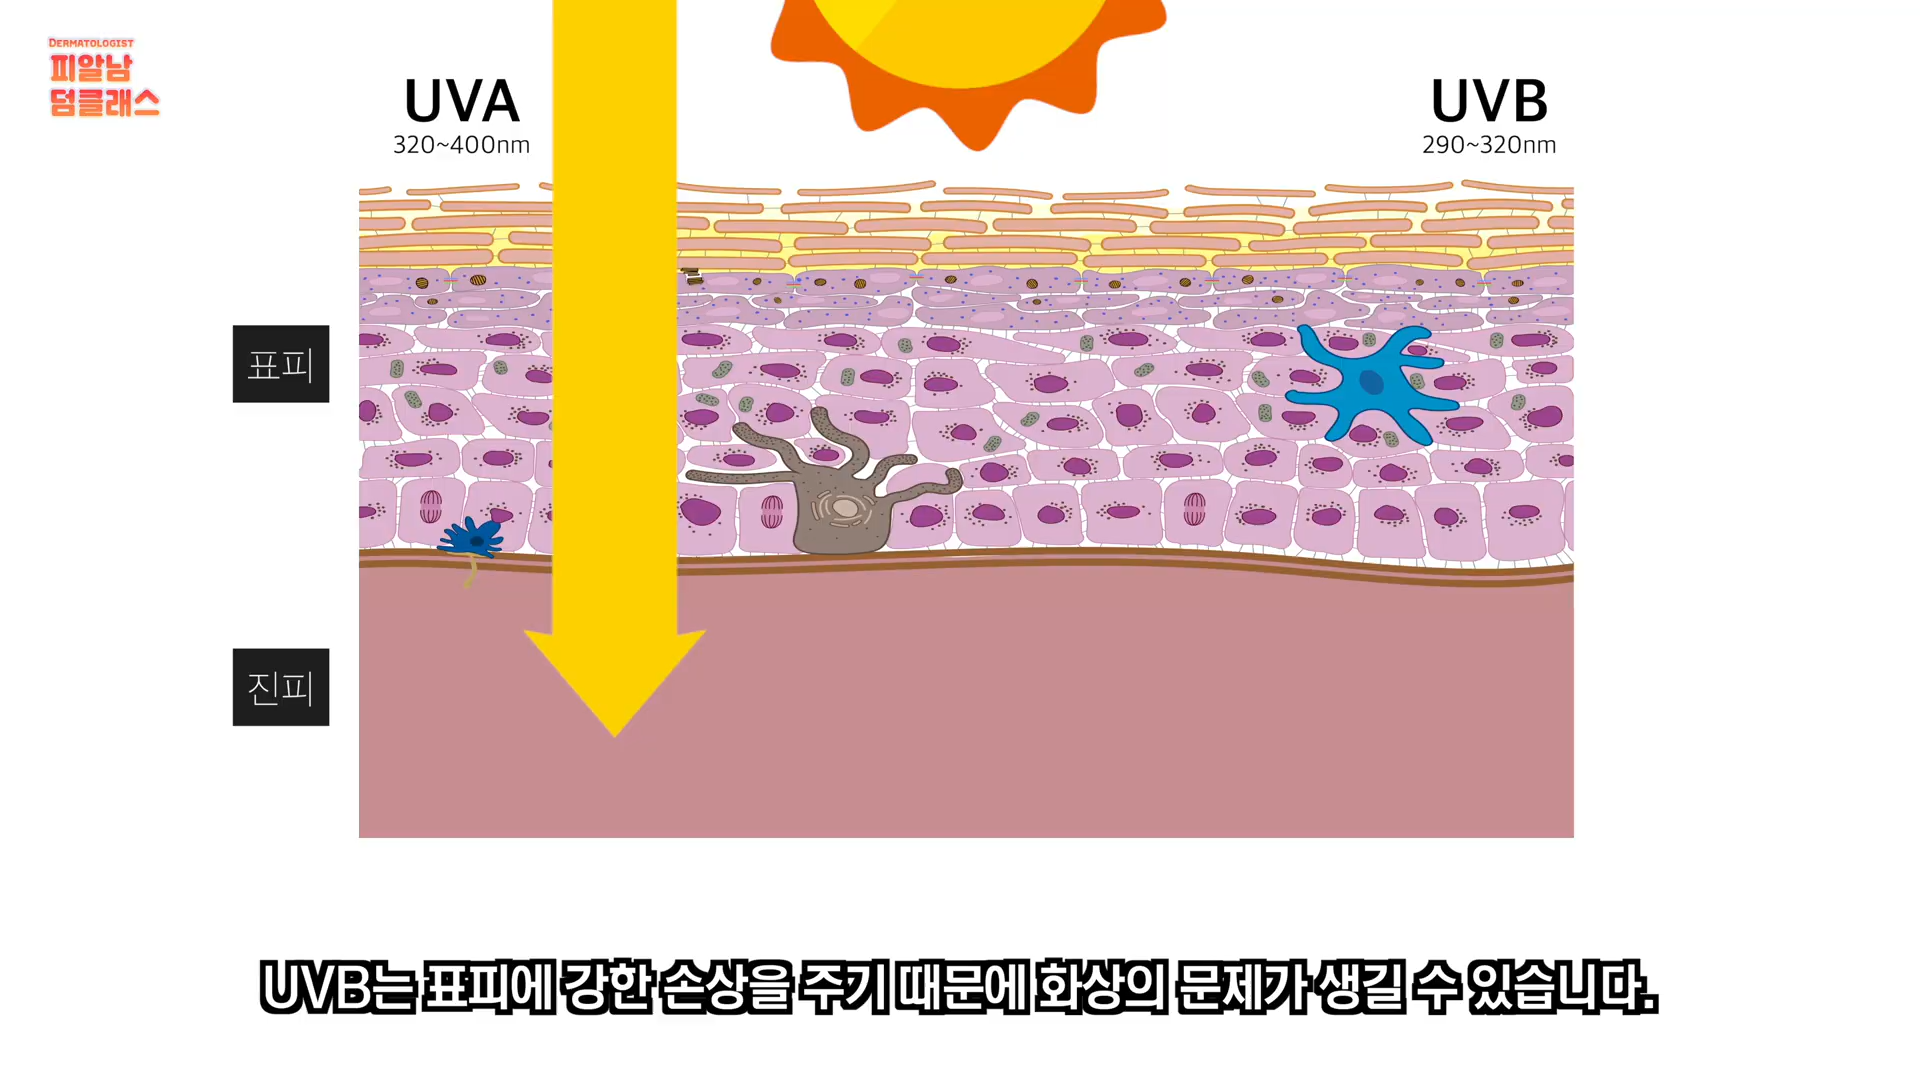 DERMATOLOGIST
피알남
덤클래스
UVA
320~400nm
UVB
290~320nm
표피
진피
UVB는 표피에 강한 손상을 주기 때문에 화상의 문제가 생길 수 있습니다.